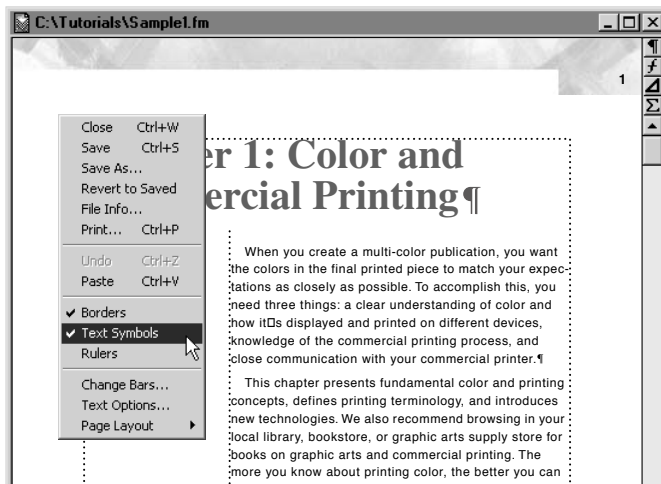 C:\Tutorials\Sample1.fm
1
er 1: Color and
ercial Printing¶
Close Ctrl+W
Save Ctrl+S
Save As...
Revert to Saved
File Info...
Print... Ctrl+P
Undo Ctrl+Z
Paste Ctrl+V
Borders
Text Symbols
Rulers
Change Bars...
Text Options...
Page Layout
When you create a multi-color publication, you want
the colors in the final printed piece to match your expec-
tations as closely as possible. To accomplish this, you
need three things: a clear understanding of color and
how it□s displayed and printed on different devices,
knowledge of the commercial printing process, and
close communication with your commercial printer.¶
This chapter presents fundamental color and printing
concepts, defines printing terminology, and introduces
new technologies. We also recommend browsing in your
local library, bookstore, or graphic arts supply store for
books on graphic arts and commercial printing. The
more you know about printing color, the better you can